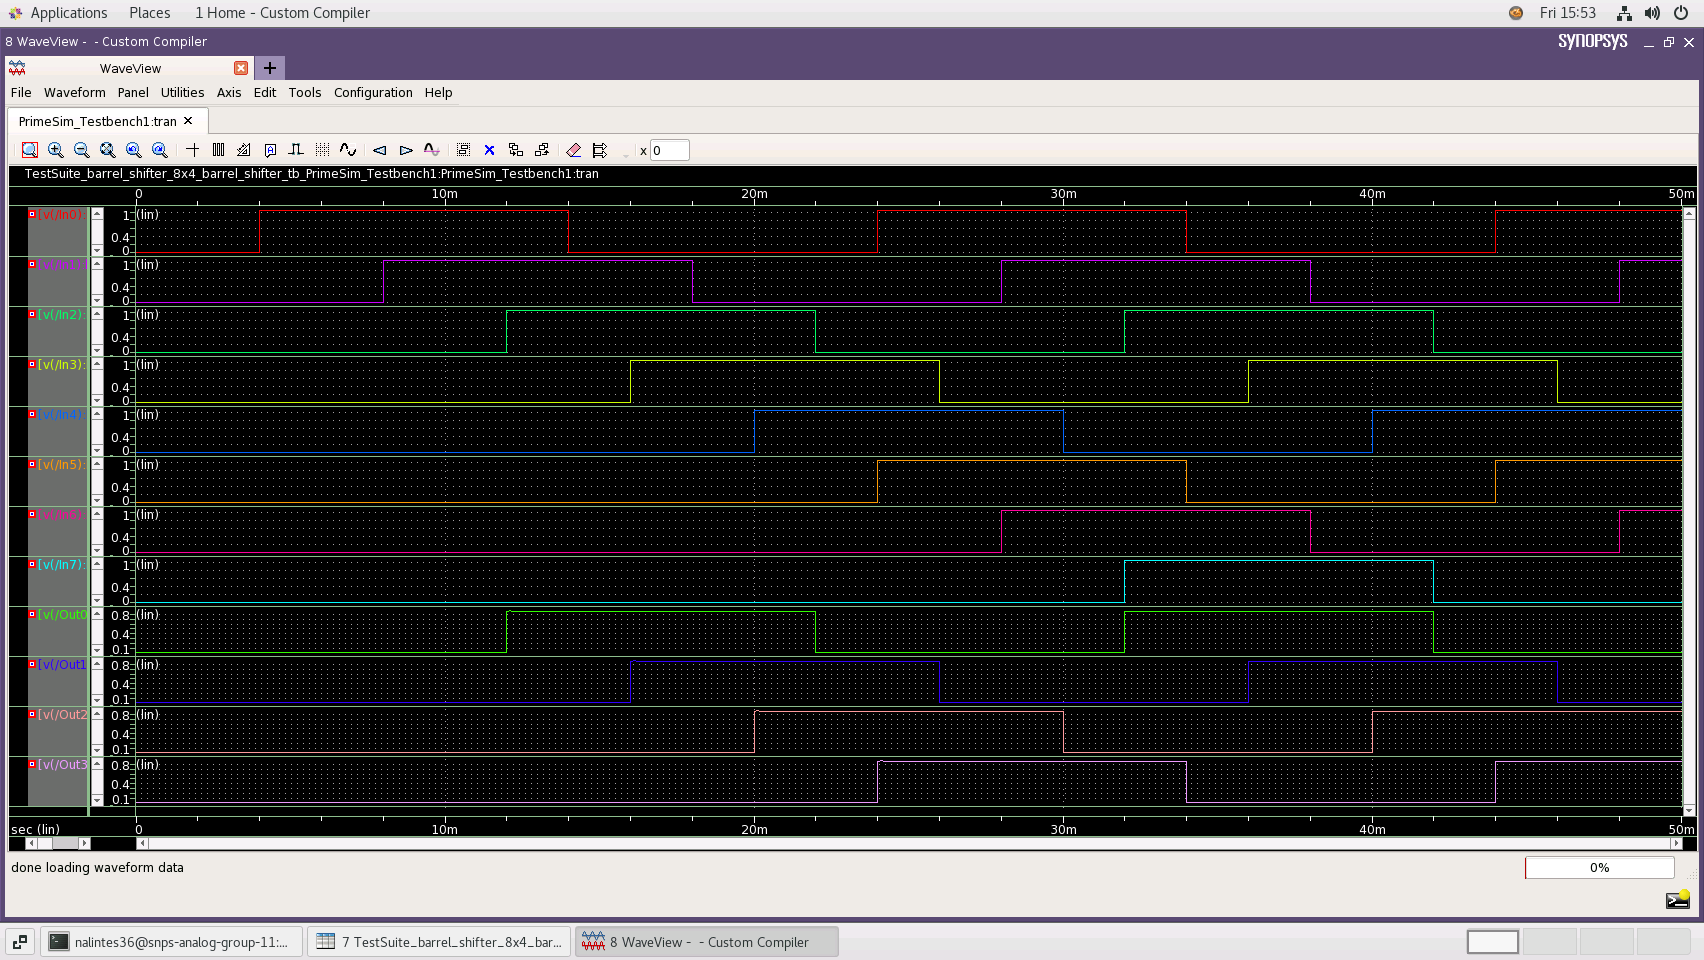 Applications Places 1 Home - Custom Compiler Fri 15:53
8 WaveView - - Custom Compiler SYNOPSYS
WaveView
File Waveform Panel Utilities Axis Edit Tools Configuration Help
PrimeSim_Testbench1:tran
x 0
TestSuite_barrel_shifter_8x4_barrel_shifter_tb_PrimeSim_Testbench1:PrimeSim_Testbench1:tran
0 10m 20m 30m 40m 50m
[v(/In0): 1 (lin)
0.4
0
[v(/In1): 1 (lin)
0.4
0
[v(/In2): 1 (lin)
0.4
0
[v(/In3): 1 (lin)
0.4
0
[v(/In4): 1 (lin)
0.4
0
[v(/In5): 1 (lin)
0.4
0
[v(/In6): 1 (lin)
0.4
0
[v(/In7): 1 (lin)
0.4
0
[v(/Out0 0.8 (lin)
0.4
0.1
[v(/Out1 0.8 (lin)
0.4
0.1
[v(/Out2 0.8 (lin)
0.4
0.1
[v(/Out3 0.8 (lin)
0.4
0.1
sec (lin) 0 10m 20m 30m 40m 50m
done loading waveform data 0%
nalintes36@snps-analog-group-11:... 7 TestSuite_barrel_shifter_8x4_bar... 8 WaveView - - Custom Compiler